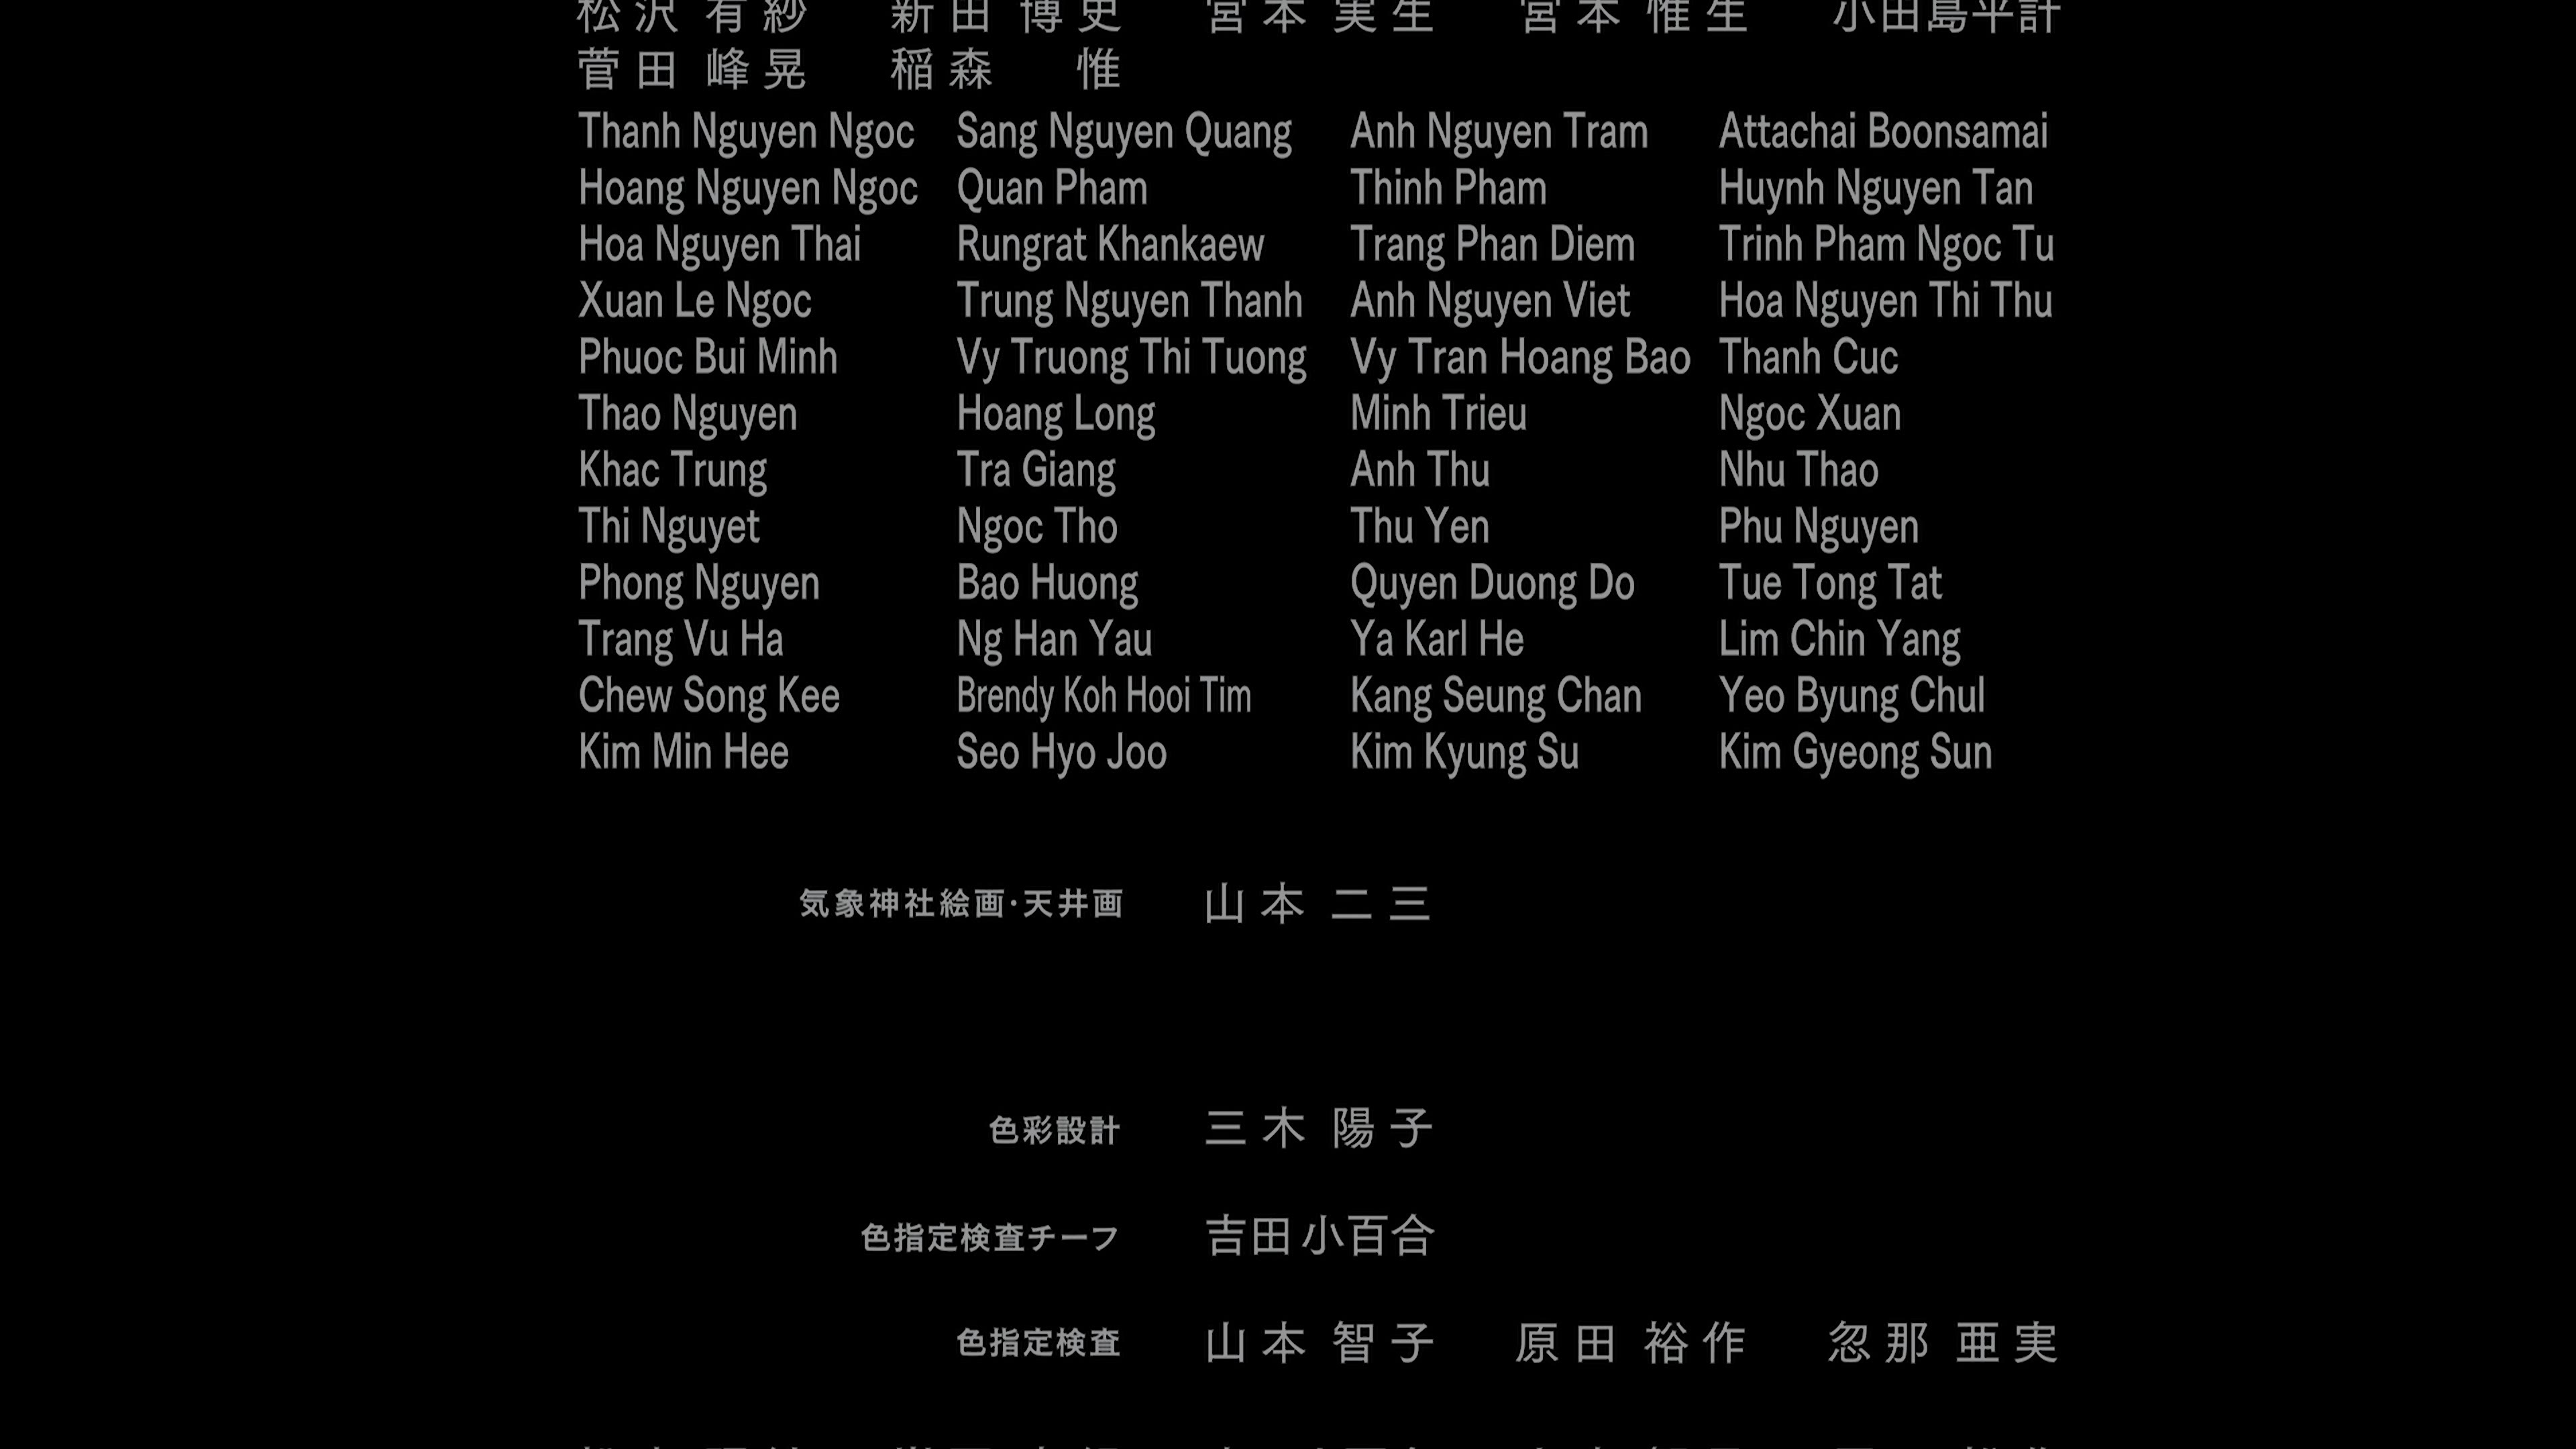 松沢 有紗 新田 博史 宮本 実生 宮本 惟生 小田島平計
菅田 峰晃 稲森 惟
Thanh Nguyen Ngoc Sang Nguyen Quang Anh Nguyen Tram Attachai Boonsamai
Hoang Nguyen Ngoc Quan Pham Thinh Pham Huynh Nguyen Tan
Hoa Nguyen Thai Rungrat Khankaew Trang Phan Diem Trinh Pham Ngoc Tu
Xuan Le Ngoc Trung Nguyen Thanh Anh Nguyen Viet Hoa Nguyen Thi Thu
Phuoc Bui Minh Vy Truong Thi Tuong Vy Tran Hoang Bao Thanh Cuc
Thao Nguyen Hoang Long Minh Trieu Ngoc Xuan
Khac Trung Tra Giang Anh Thu Nhu Thao
Thi Nguyet Ngoc Tho Thu Yen Phu Nguyen
Phong Nguyen Bao Huong Quyen Duong Do Tue Tong Tat
Trang Vu Ha Ng Han Yau Ya Karl He Lim Chin Yang
Chew Song Kee Brendy Koh Hooi Tim Kang Seung Chan Yeo Byung Chul
Kim Min Hee Seo Hyo Joo Kim Kyung Su Kim Gyeong Sun
気象神社絵画･天井画 山本 二三
色彩設計 三木 陽子
色指定検査チーフ 吉田小百合
色指定検査 山本 智子 原田 裕作 忽那 亜実